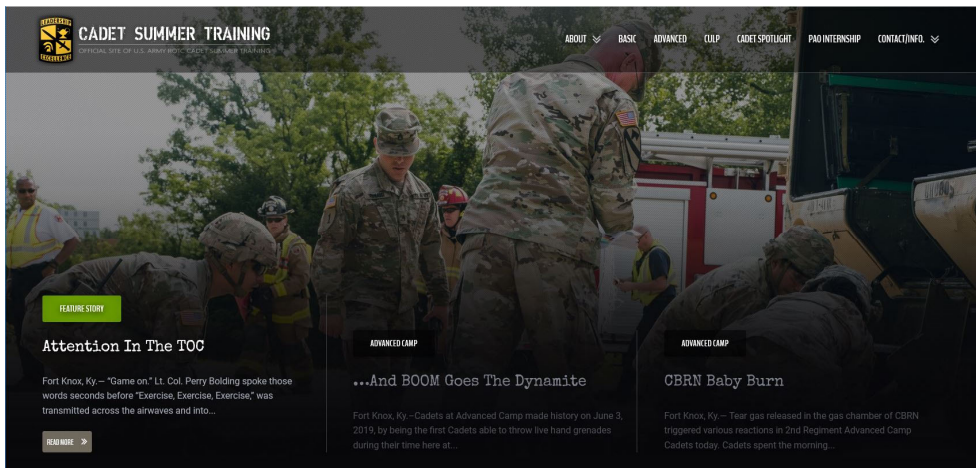 LEADERSHIP
EXCELLENCE
CADET SUMMER TRAINING
OFFICIAL SITE OF U.S. ARMY ROTC CADET SUMMER TRAINING
ABOUT BASIC ADVANCED CULP CADET SPOTLIGHT PAO INTERNSHIP CONTACT/INFO.
FEATURE STORY
Attention In The TOC
Fort Knox, Ky.— “Game on.” Lt. Col. Perry Bolding spoke those
words seconds before “Exercise, Exercise, Exercise,” was
transmitted across the airwaves and into...
READ MORE »
ADVANCED CAMP
...And BOOM Goes The Dynamite
Fort Knox, Ky.–Cadets at Advanced Camp made history on June 3,
2019, by being the first Cadets able to throw live hand grenades
during their time here at...
ADVANCED CAMP
CBRN Baby Burn
Fort Knox, Ky.— Tear gas released in the gas chamber of CBRN
triggered various reactions in 2nd Regiment Advanced Camp
Cadets today. Cadets spent the morning...